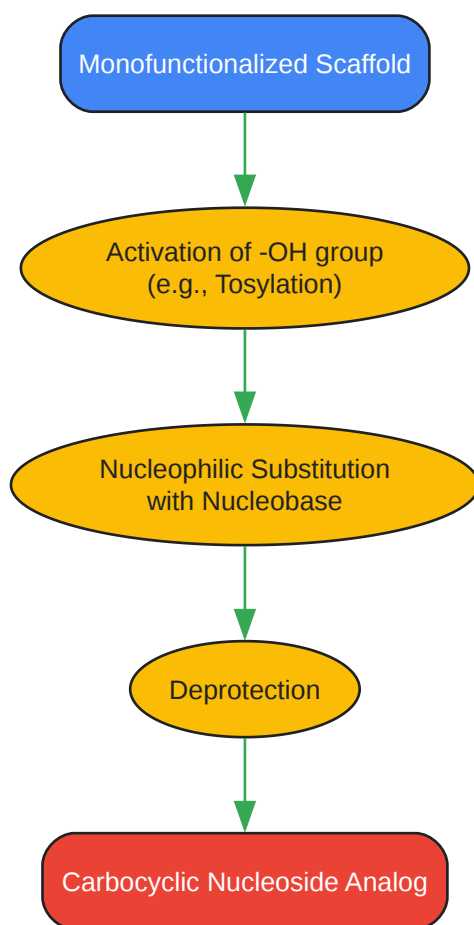 Monofunctionalized Scaffold
Activation of -OH group
(e.g., Tosylation)
Nucleophilic Substitution
with Nucleobase
Deprotection
Carbocyclic Nucleoside Analog